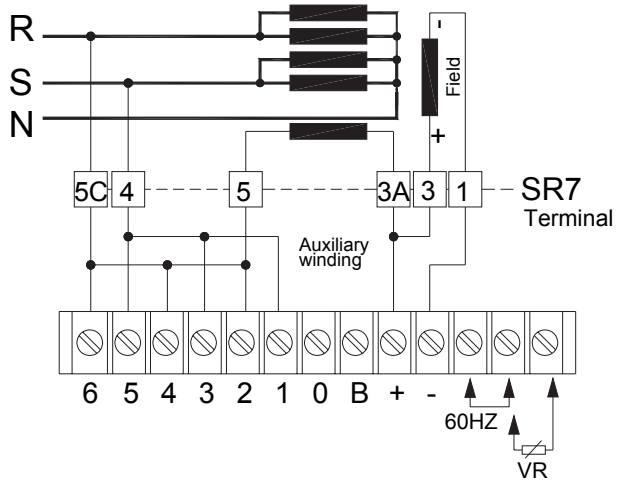 R
S
N
-
Field
+
5C 4 5 3A 3 1 SR7
Terminal
Auxiliary
winding
6 5 4 3 2 1 0 B + -
60HZ
VR